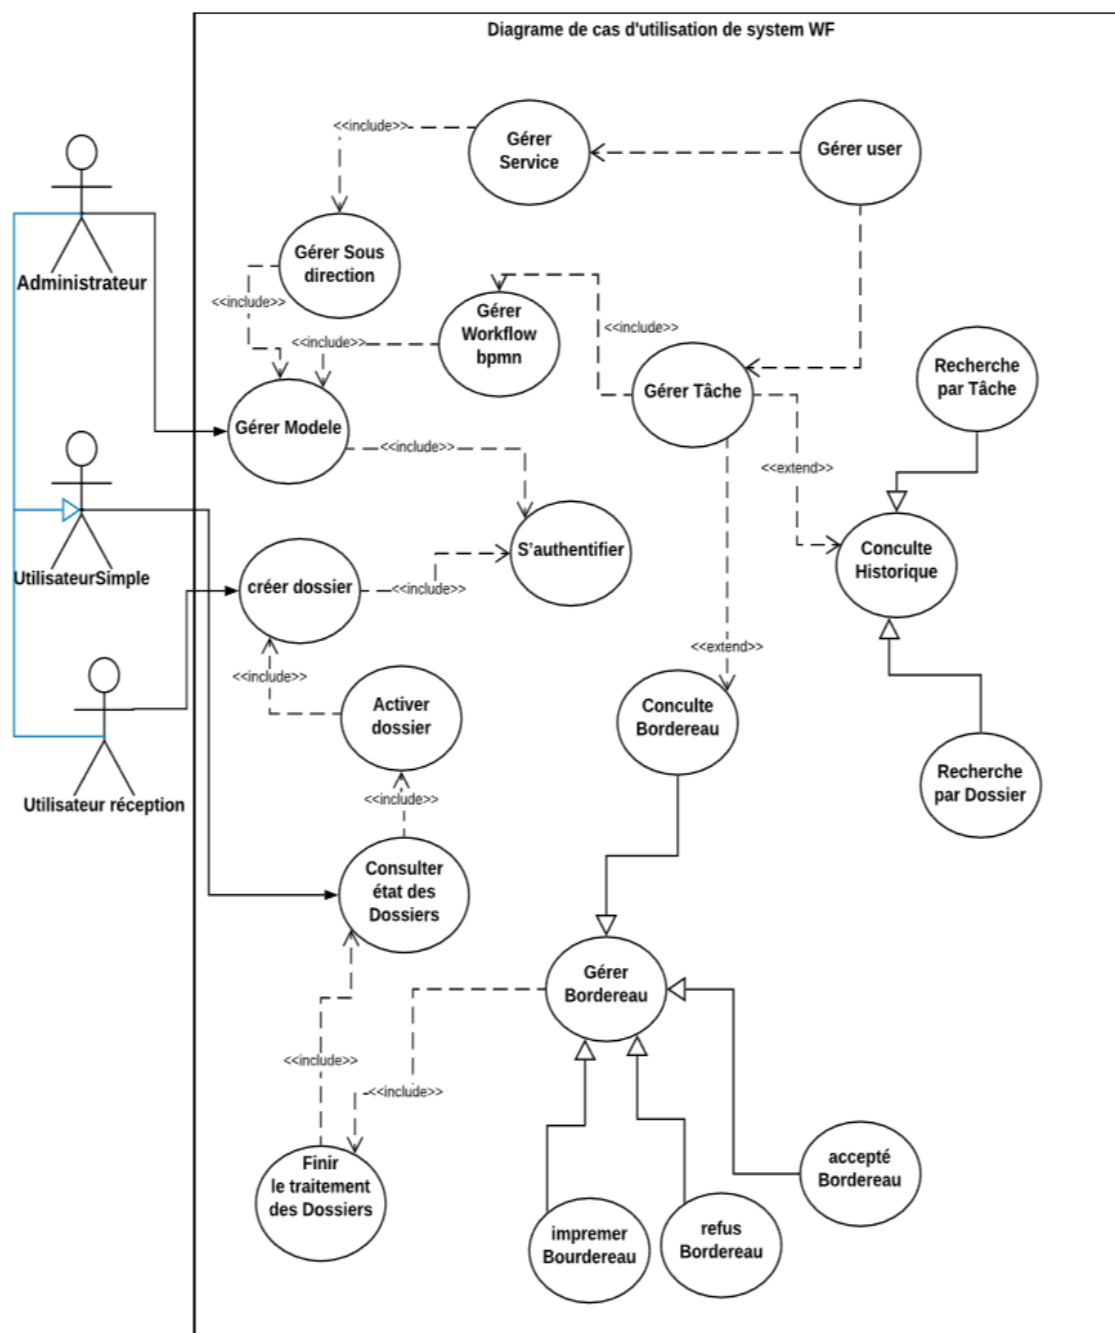 Diagrame de cas d'utilisation de system WF
<<include>>
Gérer
Service
Gérer user
Administrateur
Gérer Sous
direction
<<include>>
Gérer
Workflow
bpmn
<<include>>
<<include>>
Gérer Tâche
Recherche
par Tâche
Gérer Modele
<<include>>
<<extend>>
UtilisateurSimple
S'authentifier
Conculte
Historique
créer dossier
<<include>>
<<include>>
<<extend>>
Activer
dossier
Conculte
Bordereau
Recherche
par Dossier
Utilisateur réception
<<include>>
Consulter
état des
Dossiers
Gérer
Bordereau
<<include>>
<<include>>
Finir
le traitement
des Dossiers
accepté
Bordereau
impremer
Bourdereau
refus
Bordereau